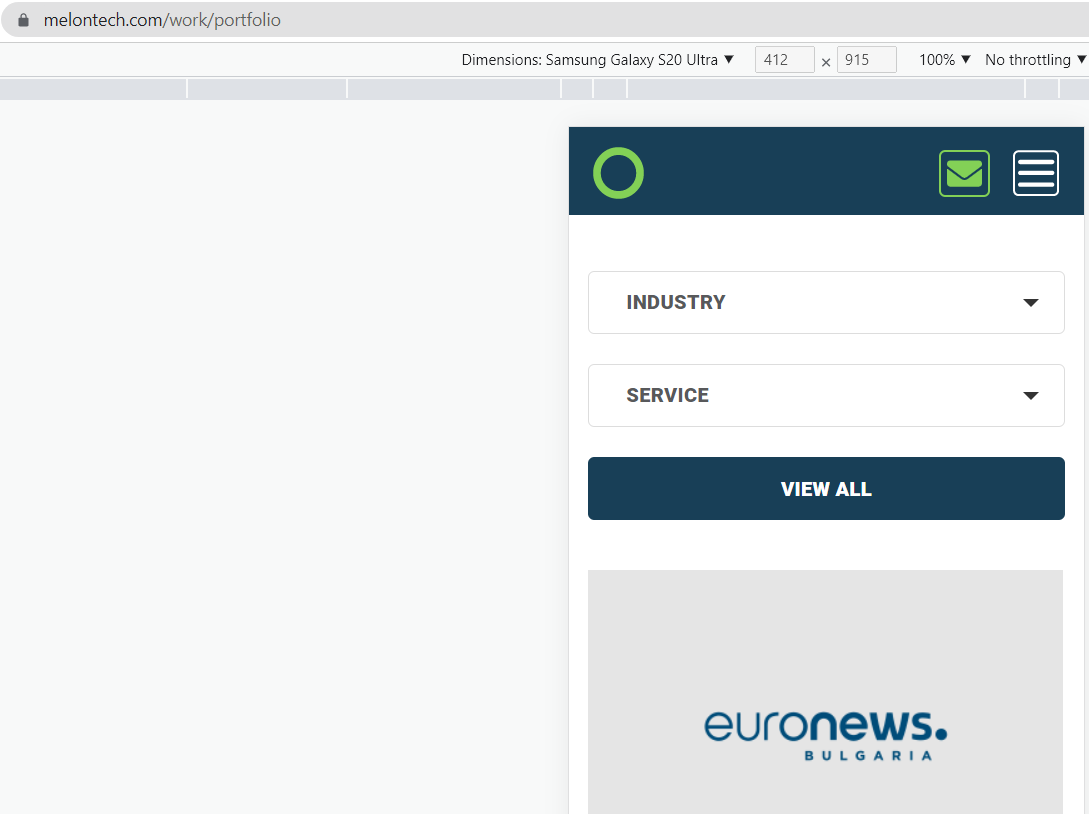 melontech.com/work/portfolio
Dimensions: Samsung Galaxy S20 Ultra ▼ 412 × 915 100% ▼ No throttling ▼
INDUSTRY
SERVICE
VIEW ALL
euronews.
BULGARIA